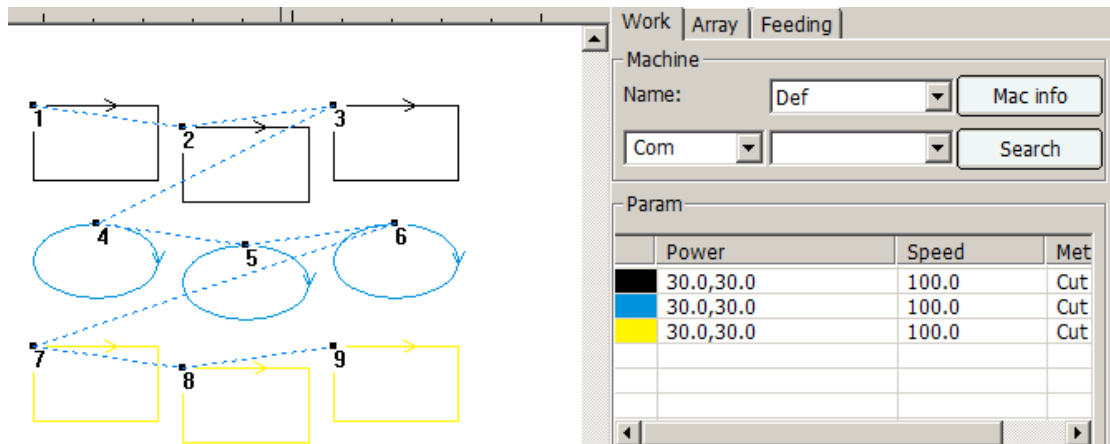 Work Array Feeding
Machine
Name: Def Mac info
Com Search
Param
Power Speed Met
30.0,30.0 100.0 Cut
30.0,30.0 100.0 Cut
30.0,30.0 100.0 Cut
1 2 3
4 5 6
7 8 9